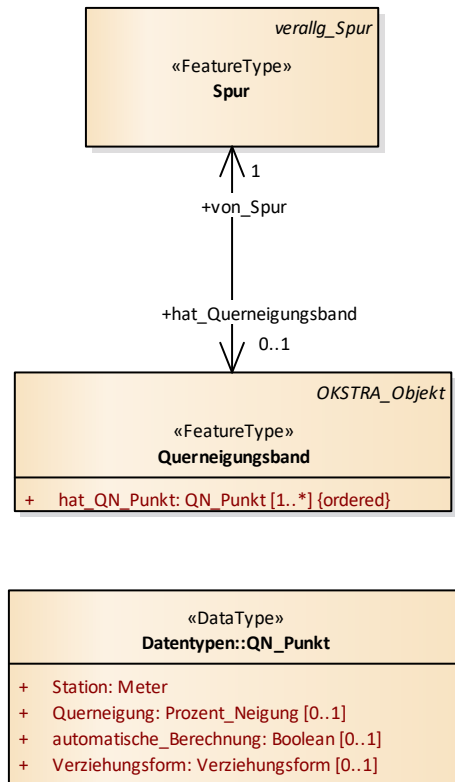 verallg_Spur
«FeatureType»
Spur
1
+von_Spur
+hat_Querneigungsband
0..1
OKSTRA_Objekt
«FeatureType»
Querneigungsband
+ hat_QN_Punkt: QN_Punkt [1..*] {ordered}
«DataType»
Datentypen::QN_Punkt
+ Station: Meter
+ Querneigung: Prozent_Neigung [0..1]
+ automatische_Berechnung: Boolean [0..1]
+ Verziehungsform: Verziehungsform [0..1]